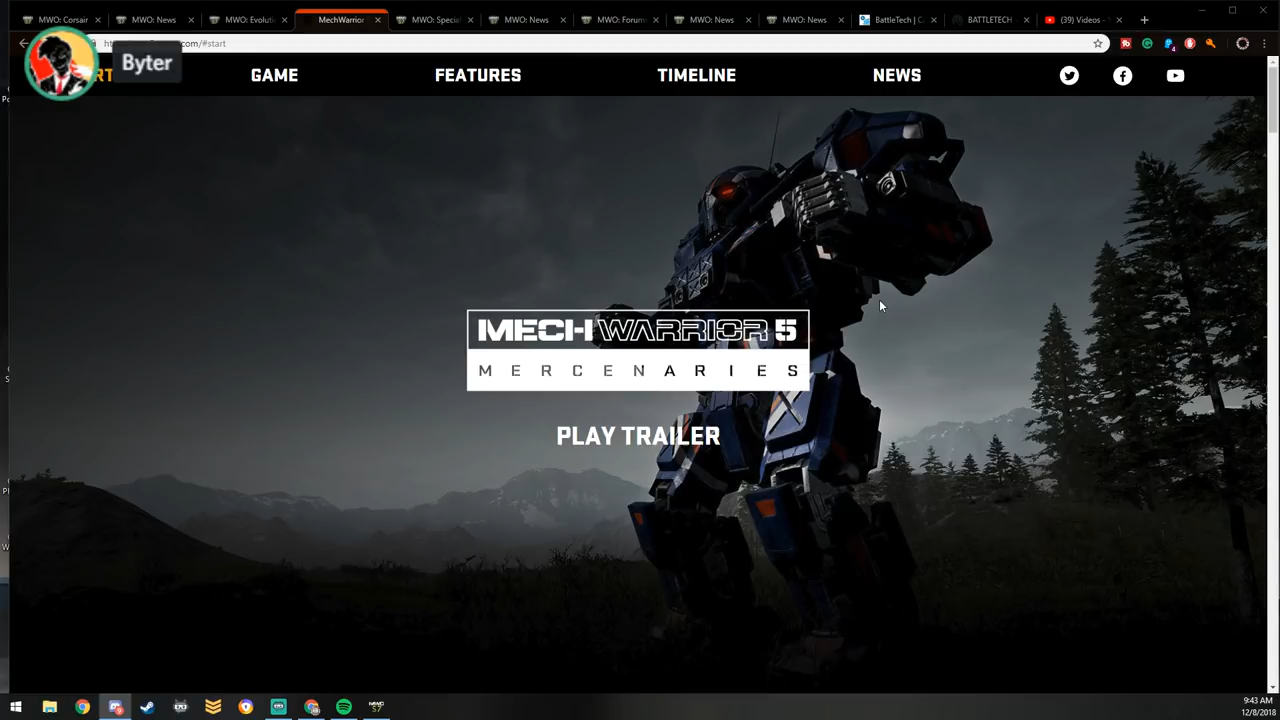 MWO: Corsair
MWO: News
MWO: Evoluti
MechWarrior
MWO: Special
MWO: News
MWO: Forums
MWO: News
MWO: News
BattleTech | C
BATTLETECH
(39) Videos -
.com/#start
Byter
RT
GAME
FEATURES
TIMELINE
NEWS
MECHWARRIOR 5
MERCENARIES
PLAY TRAILER
9:43 AM
12/8/2018